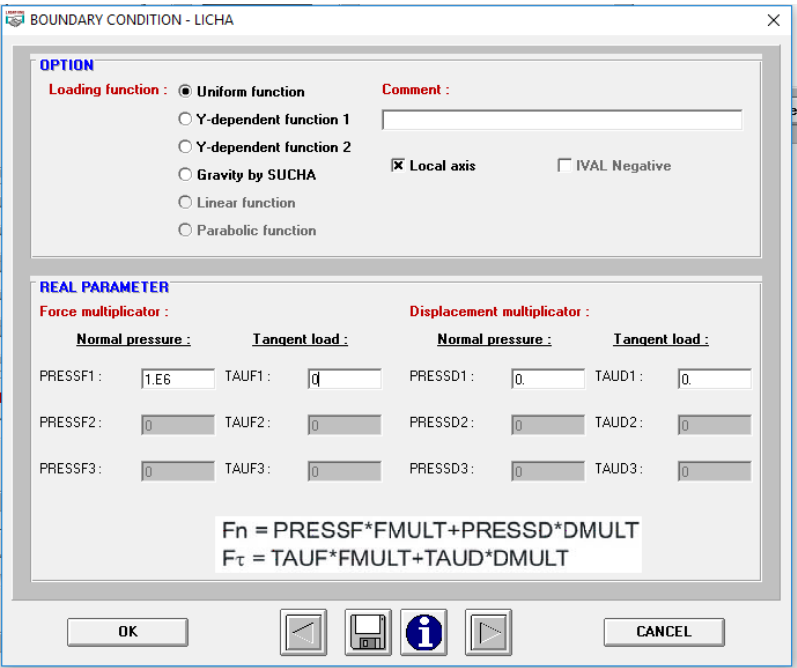 BOUNDARY CONDITION - LICHA
OPTION
Loading function :
Uniform function
Y-dependent function 1
Y-dependent function 2
Gravity by SUCHA
Linear function
Parabolic function
Comment :
Local axis
IVAL Negative
REAL PARAMETER
Force multiplicator :
Displacement multiplicator :
Normal pressure :
Tangent load :
Normal pressure :
Tangent load :
PRESSF1 : 1.E6 TAUF1 : 0 PRESSD1 : 0. TAUD1 : 0.
PRESSF2 : 0 TAUF2 : 0 PRESSD2 : 0 TAUD2 : 0
PRESSF3 : 0 TAUF3 : 0 PRESSD3 : 0 TAUD3 : 0
Fn = PRESSF*FMULT+PRESSD*DMULT
Fτ = TAUF*FMULT+TAUD*DMULT
OK
CANCEL